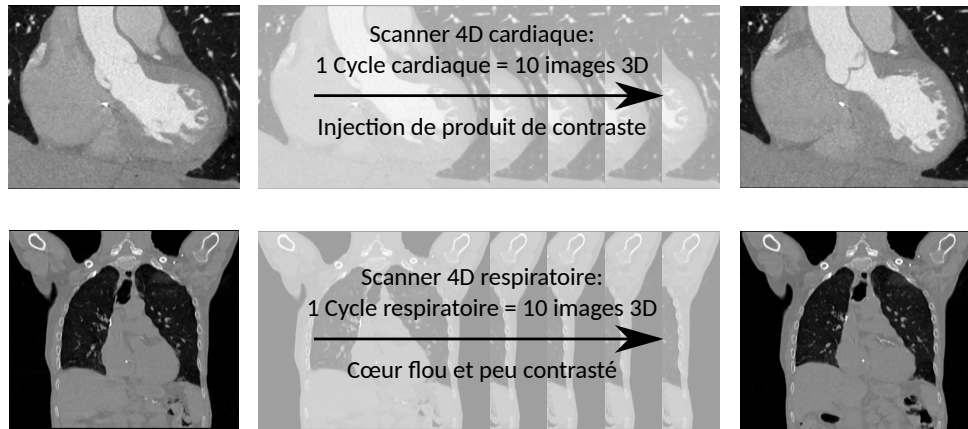 Scanner 4D cardiaque:
1 Cycle cardiaque = 10 images 3D
Injection de produit de contraste
Scanner 4D respiratoire:
1 Cycle respiratoire = 10 images 3D
Cœur flou et peu contrasté